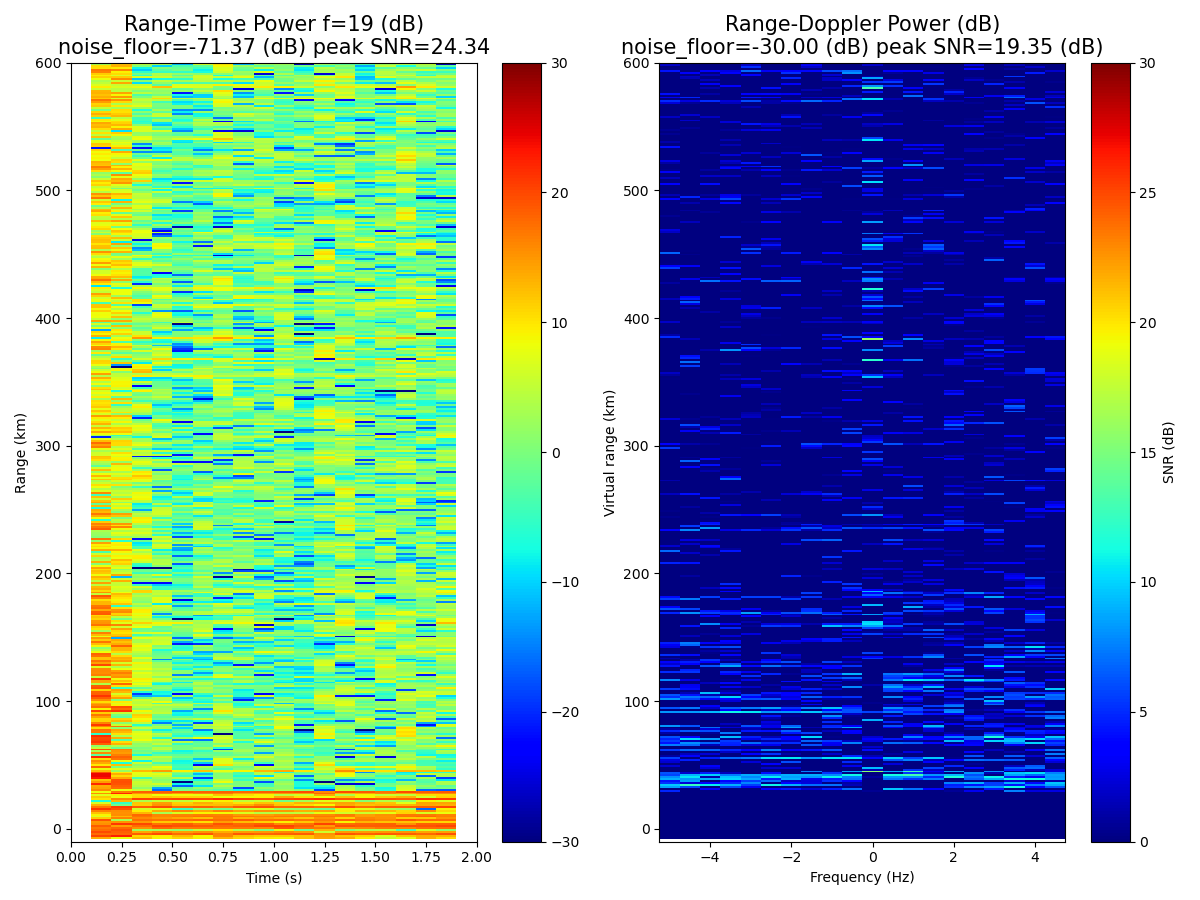 Range-Time Power f=19 (dB)
noise_floor=-71.37 (dB) peak SNR=24.34
600
500
400
300
200
100
0
Range (km)
0.00 0.25 0.50 0.75 1.00 1.25 1.50 1.75 2.00
Time (s)
30
20
10
0
−10
−20
−30
Range-Doppler Power (dB)
noise_floor=-30.00 (dB) peak SNR=19.35 (dB)
600
500
400
300
200
100
0
Virtual range (km)
−4 −2 0 2 4
Frequency (Hz)
30
25
20
15
10
5
0
SNR (dB)